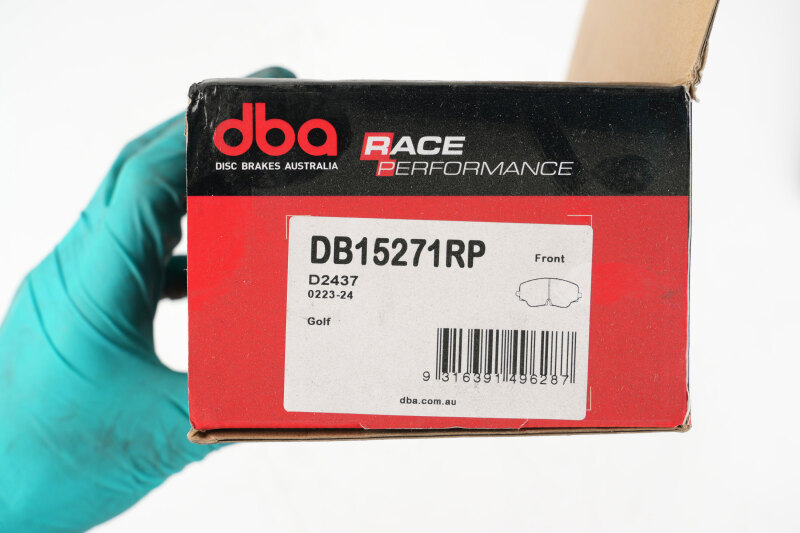 dba
DISC BRAKES AUSTRALIA
RACE
PERFORMANCE
DB15271RP
Front
D2437
0223-24
Golf
9 316391 496287
dba.com.au